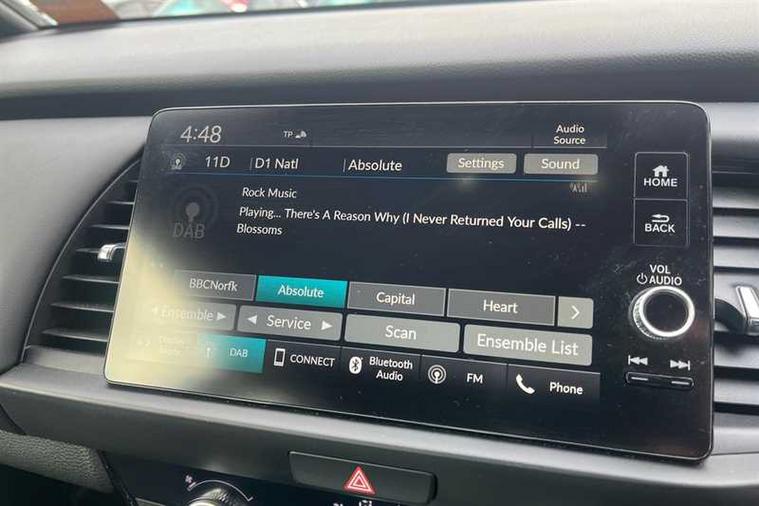 4:48
TP
Audio
Source
11D D1 Natl Absolute Settings Sound
Rock Music
Playing... There's A Reason Why (I Never Returned Your Calls) --
Blossoms
DAB
HOME
BACK
VOL
AUDIO
BBCNorfk Absolute Capital Heart
Ensemble Service Scan Ensemble List
DAB CONNECT Bluetooth
Audio
FM Phone